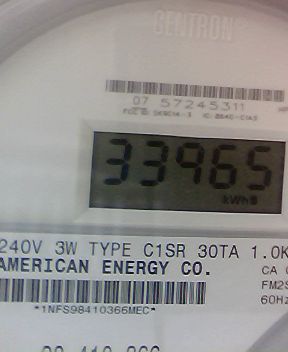 CENTRON®
07 57245311
33965
kWh
240V 3W TYPE C1SR 30TA 1.0K
AMERICAN ENERGY CO.
CA
FM2S
60Hz
*1NFS98410366MEC*